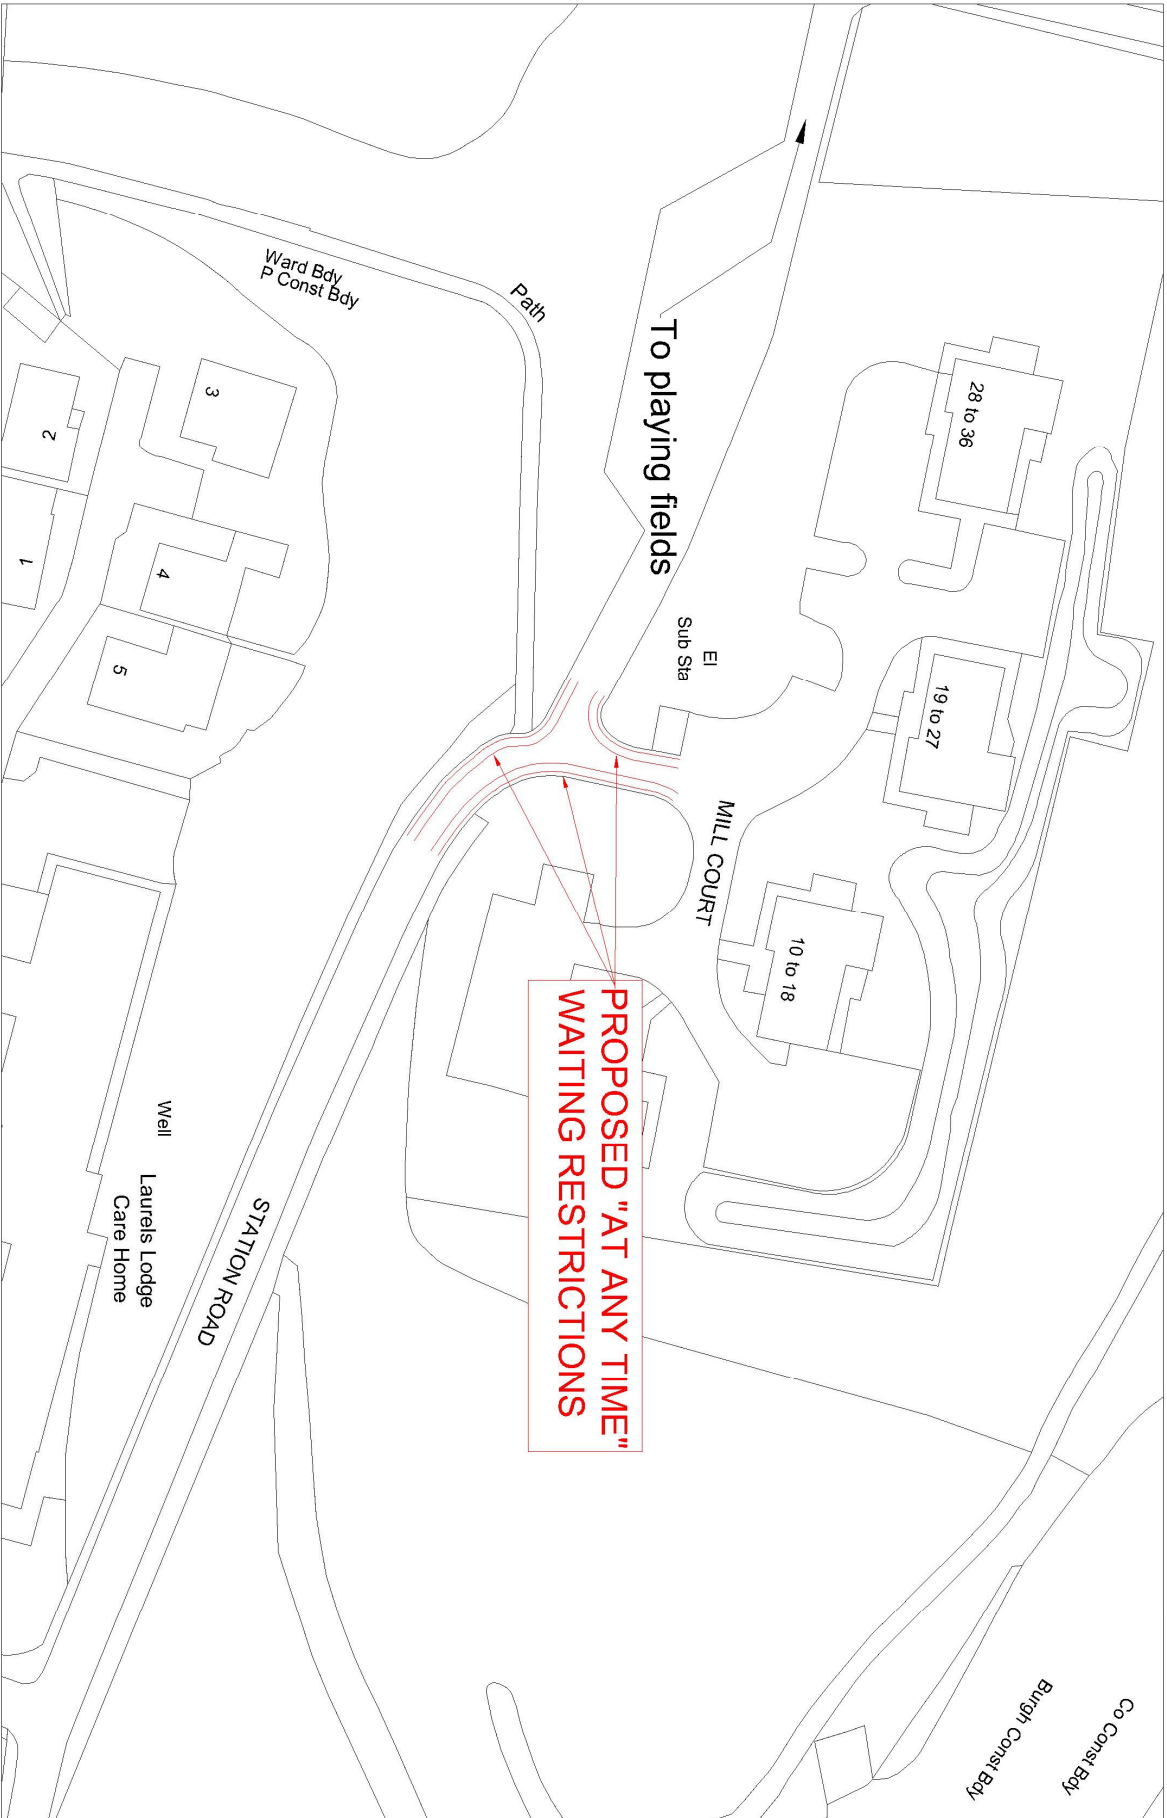 Ward Bdy
P Const Bdy
Path
To playing fields
28 to 36
19 to 27
10 to 18
El
Sub Sta
MILL COURT
3
2
1
4
5
PROPOSED "AT ANY TIME"
WAITING RESTRICTIONS
STATION ROAD
Well
Laurels Lodge
Care Home
Co Const Bdy
Burgh Const Bdy